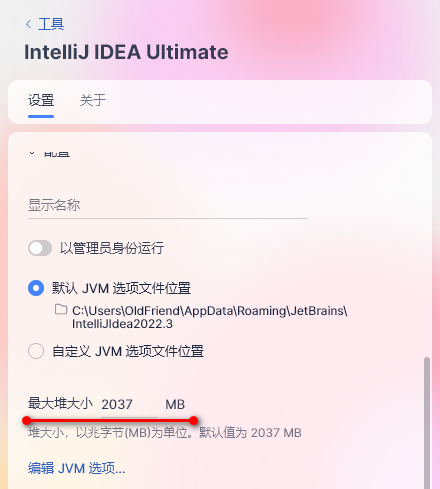 工具
IntelliJ IDEA Ultimate
设置 关于
配置
显示名称
以管理员身份运行
默认 JVM 选项文件位置
C:\Users\OldFriend\AppData\Roaming\JetBrains\
IntelliJIdea2022.3
自定义 JVM 选项文件位置
最大堆大小 2037 MB
堆大小，以兆字节(MB)为单位。默认值为 2037 MB
编辑 JVM 选项...